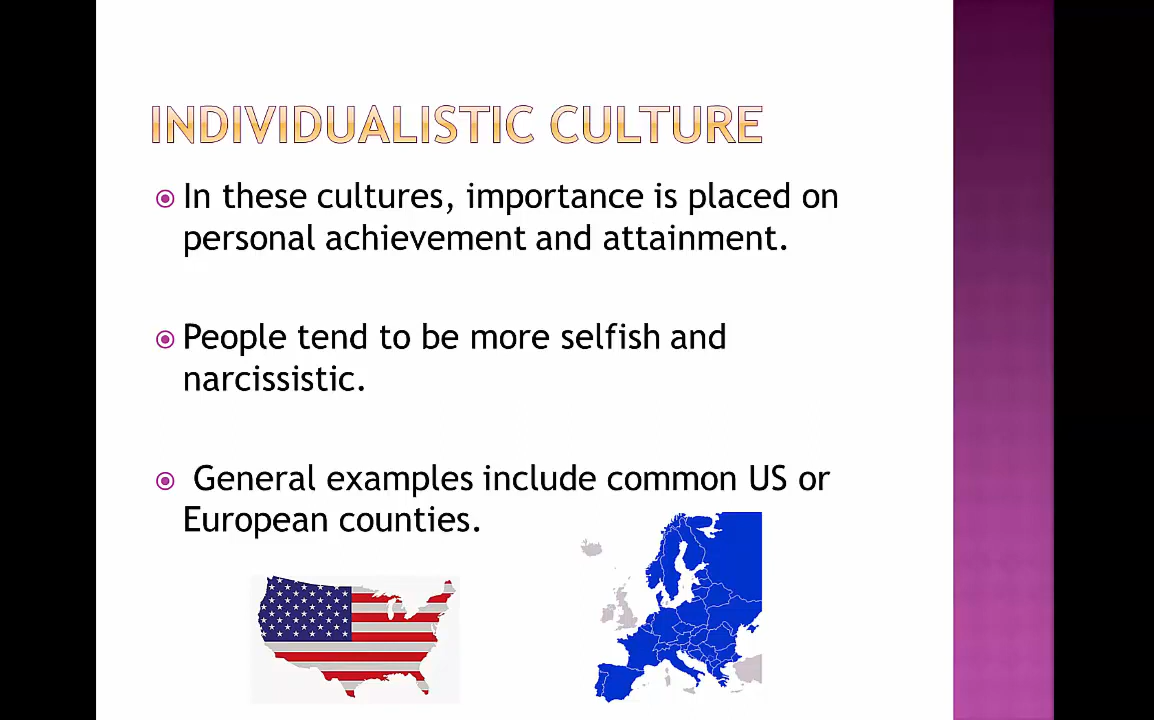 INDIVIDUALISTIC CULTURE
In these cultures, importance is placed on
personal achievement and attainment.
People tend to be more selfish and
narcissistic.
General examples include common US or
European counties.